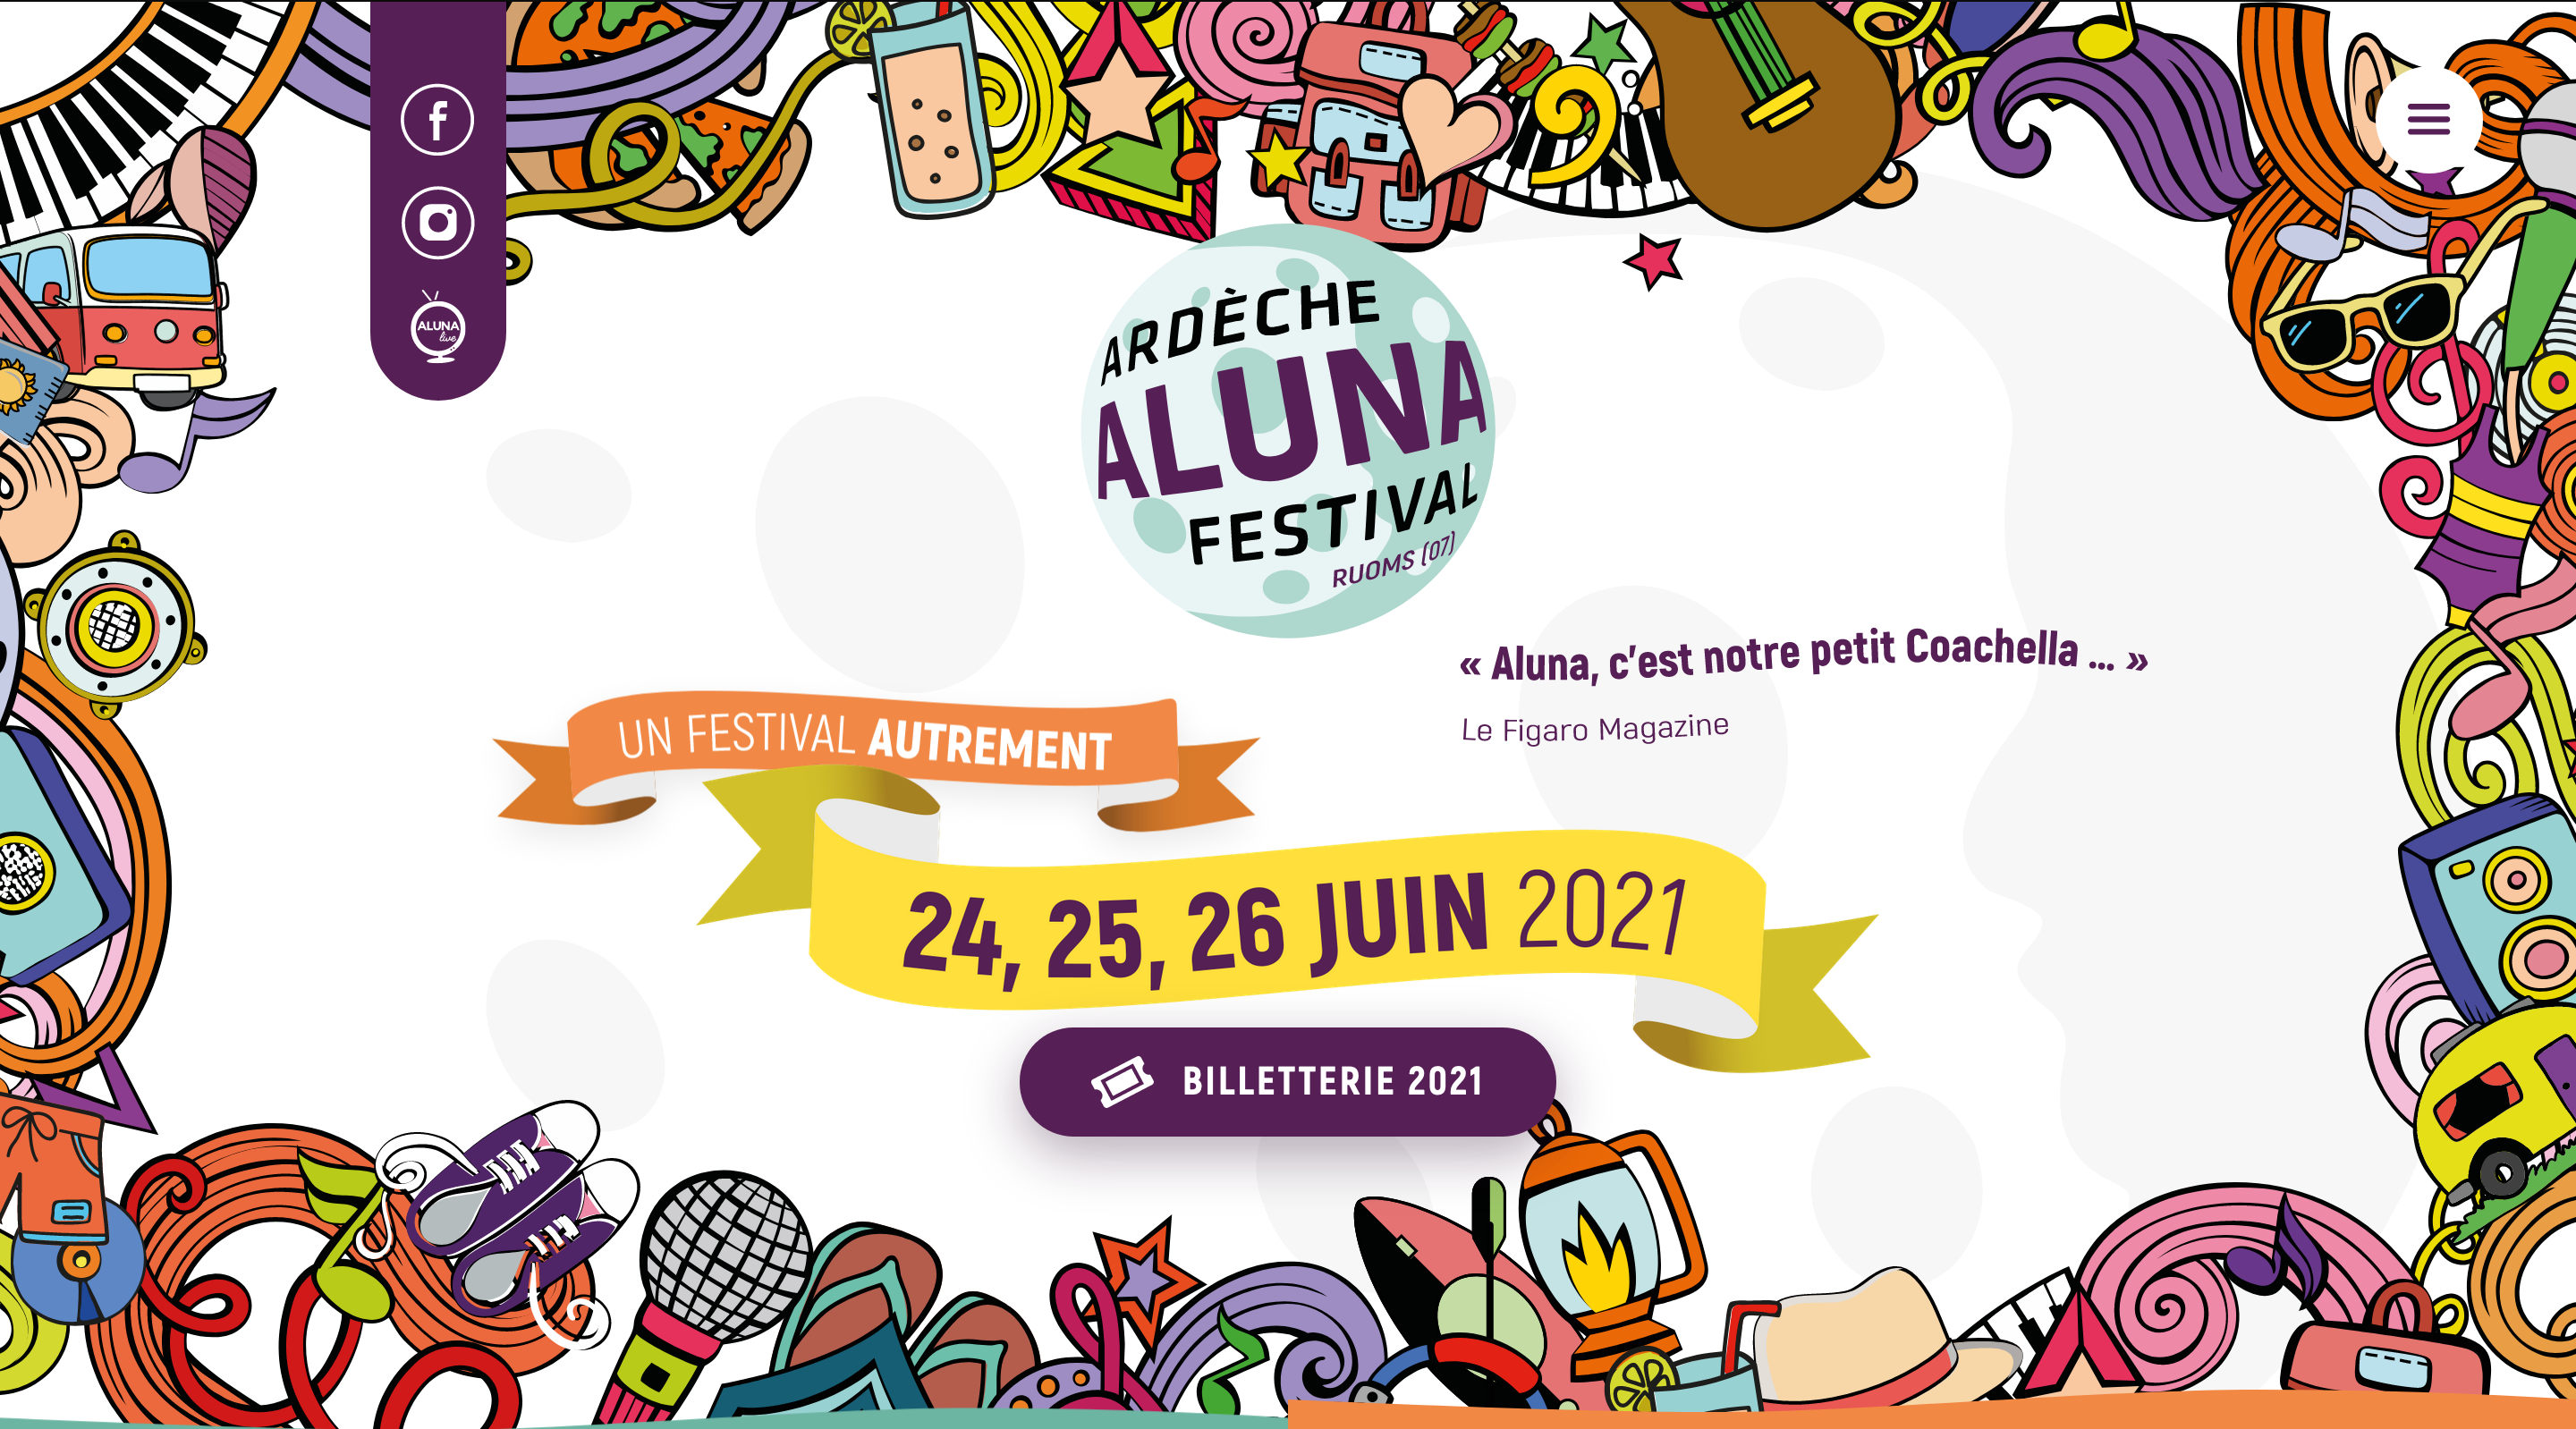 ALUNA
live
ARDÈCHE
ALUNA
FESTIVAL
RUOMS (07)
« Aluna, c'est notre petit Coachella ... »
Le Figaro Magazine
UN FESTIVAL AUTREMENT
24, 25, 26 JUIN 2021
BILLETTERIE 2021